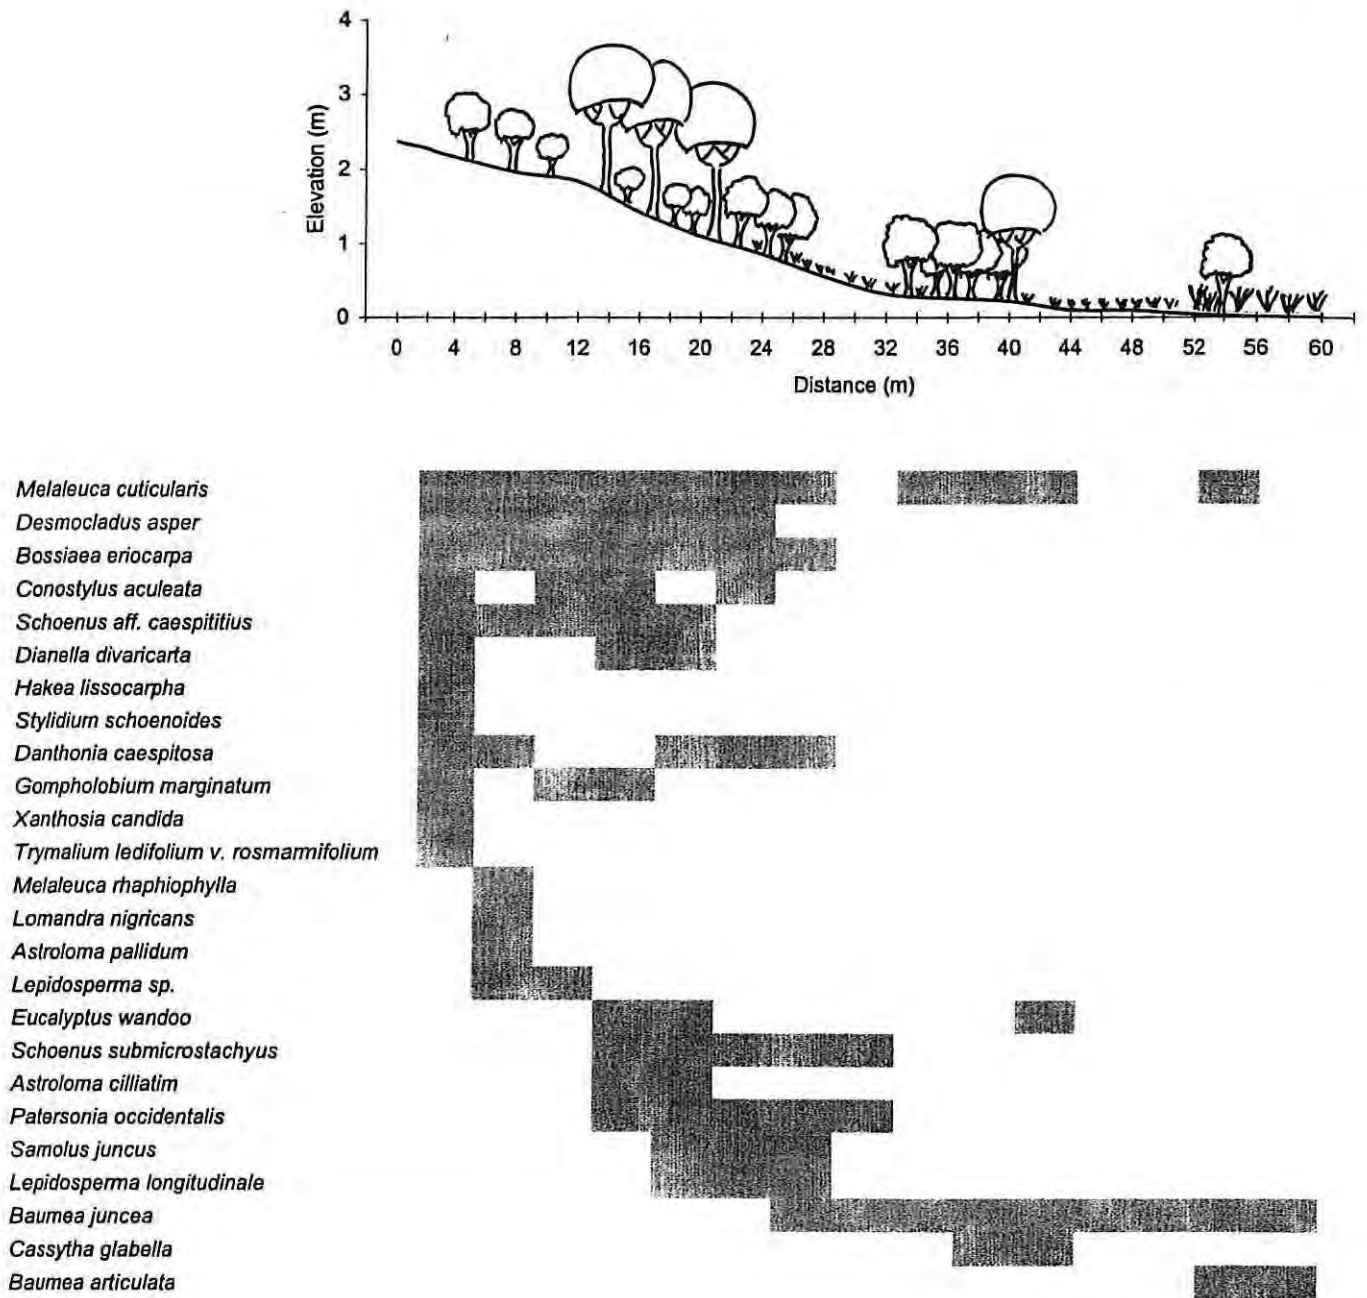 4
3
2
1
0
Elevation (m)
0 4 8 12 16 20 24 28 32 36 40 44 48 52 56 60
Distance (m)
Melaleuca cuticularis
Desmocladus asper
Bossiaea eriocarpa
Conostylus aculeata
Schoenus aff. caespititius
Dianella divaricarta
Hakea lissocarpha
Stylidium schoenoides
Danthonia caespitosa
Gompholobium marginatum
Xanthosia candida
Trymalium ledifolium v. rosmarmifolium
Melaleuca rhaphiophylla
Lomandra nigricans
Astroloma pallidum
Lepidosperma sp.
Eucalyptus wandoo
Schoenus submicrostachyus
Astroloma cilliatim
Patersonia occidentalis
Samolus juncus
Lepidosperma longitudinale
Baumea juncea
Cassytha glabella
Baumea articulata